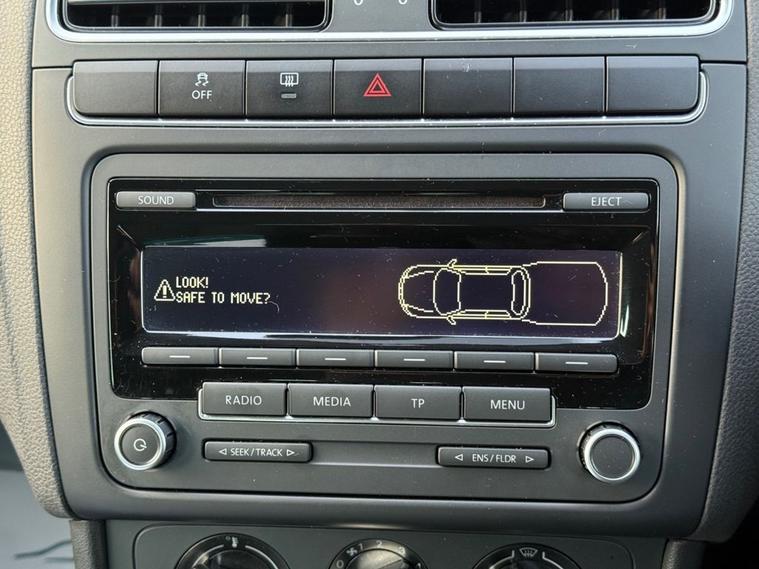 OFF
SOUND
EJECT
LOOK!
SAFE TO MOVE?
RADIO
MEDIA
TP
MENU
SEEK/TRACK
ENS/FLDR